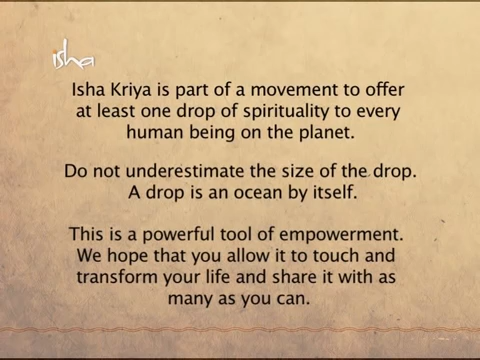 isha
Isha Kriya is part of a movement to offer
at least one drop of spirituality to every
human being on the planet.
Do not underestimate the size of the drop.
A drop is an ocean by itself.
This is a powerful tool of empowerment.
We hope that you allow it to touch and
transform your life and share it with as
many as you can.